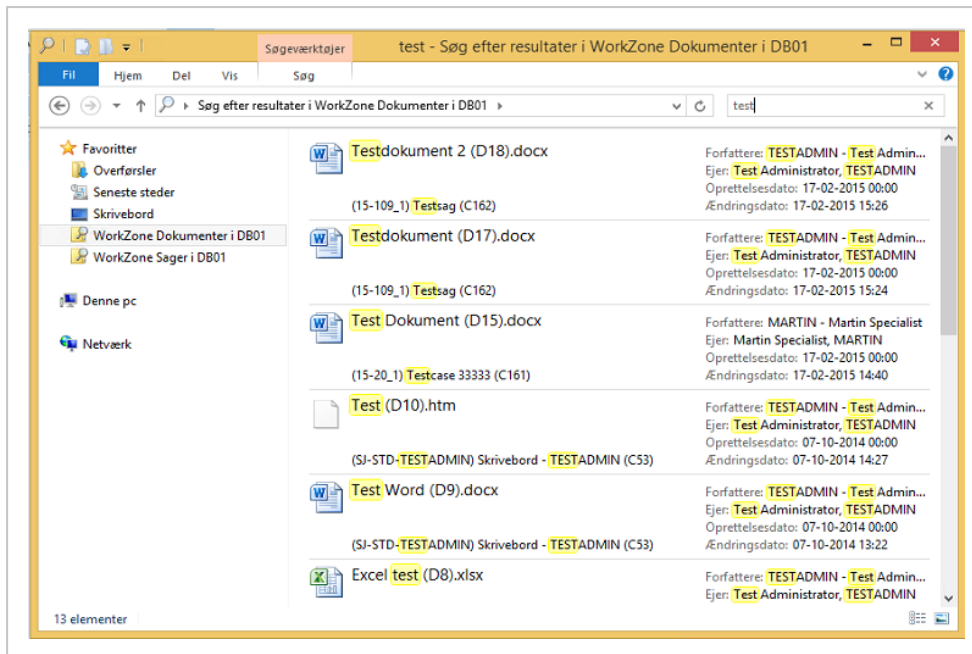 Søgeværktøjer
test - Søg efter resultater i WorkZone Dokumenter i DB01
Fil Hjem Del Vis Søg
Søg efter resultater i WorkZone Dokumenter i DB01
test
Favoritter
Overførsler
Seneste steder
Skrivebord
WorkZone Dokumenter i DB01
WorkZone Sager i DB01
Denne pc
Netværk
Testdokument 2 (D18).docx
(15-109_1) Testsag (C162)
Forfattere: TESTADMIN - Test Admin...
Ejer: Test Administrator, TESTADMIN
Oprettelsesdato: 17-02-2015 00:00
Ændringsdato: 17-02-2015 15:26
Testdokument (D17).docx
(15-109_1) Testsag (C162)
Forfattere: TESTADMIN - Test Admin...
Ejer: Test Administrator, TESTADMIN
Oprettelsesdato: 17-02-2015 00:00
Ændringsdato: 17-02-2015 15:24
Test Dokument (D15).docx
(15-20_1) Testcase 33333 (C161)
Forfattere: MARTIN - Martin Specialist
Ejer: Martin Specialist, MARTIN
Oprettelsesdato: 17-02-2015 00:00
Ændringsdato: 17-02-2015 14:40
Test (D10).htm
(SJ-STD-TESTADMIN) Skrivebord - TESTADMIN (C53)
Forfattere: TESTADMIN - Test Admin...
Ejer: Test Administrator, TESTADMIN
Oprettelsesdato: 07-10-2014 00:00
Ændringsdato: 07-10-2014 14:27
Test Word (D9).docx
(SJ-STD-TESTADMIN) Skrivebord - TESTADMIN (C53)
Forfattere: TESTADMIN - Test Admin...
Ejer: Test Administrator, TESTADMIN
Oprettelsesdato: 07-10-2014 00:00
Ændringsdato: 07-10-2014 13:22
Excel test (D8).xlsx
Forfattere: TESTADMIN - Test Admin...
Ejer: Test Administrator, TESTADMIN
13 elementer